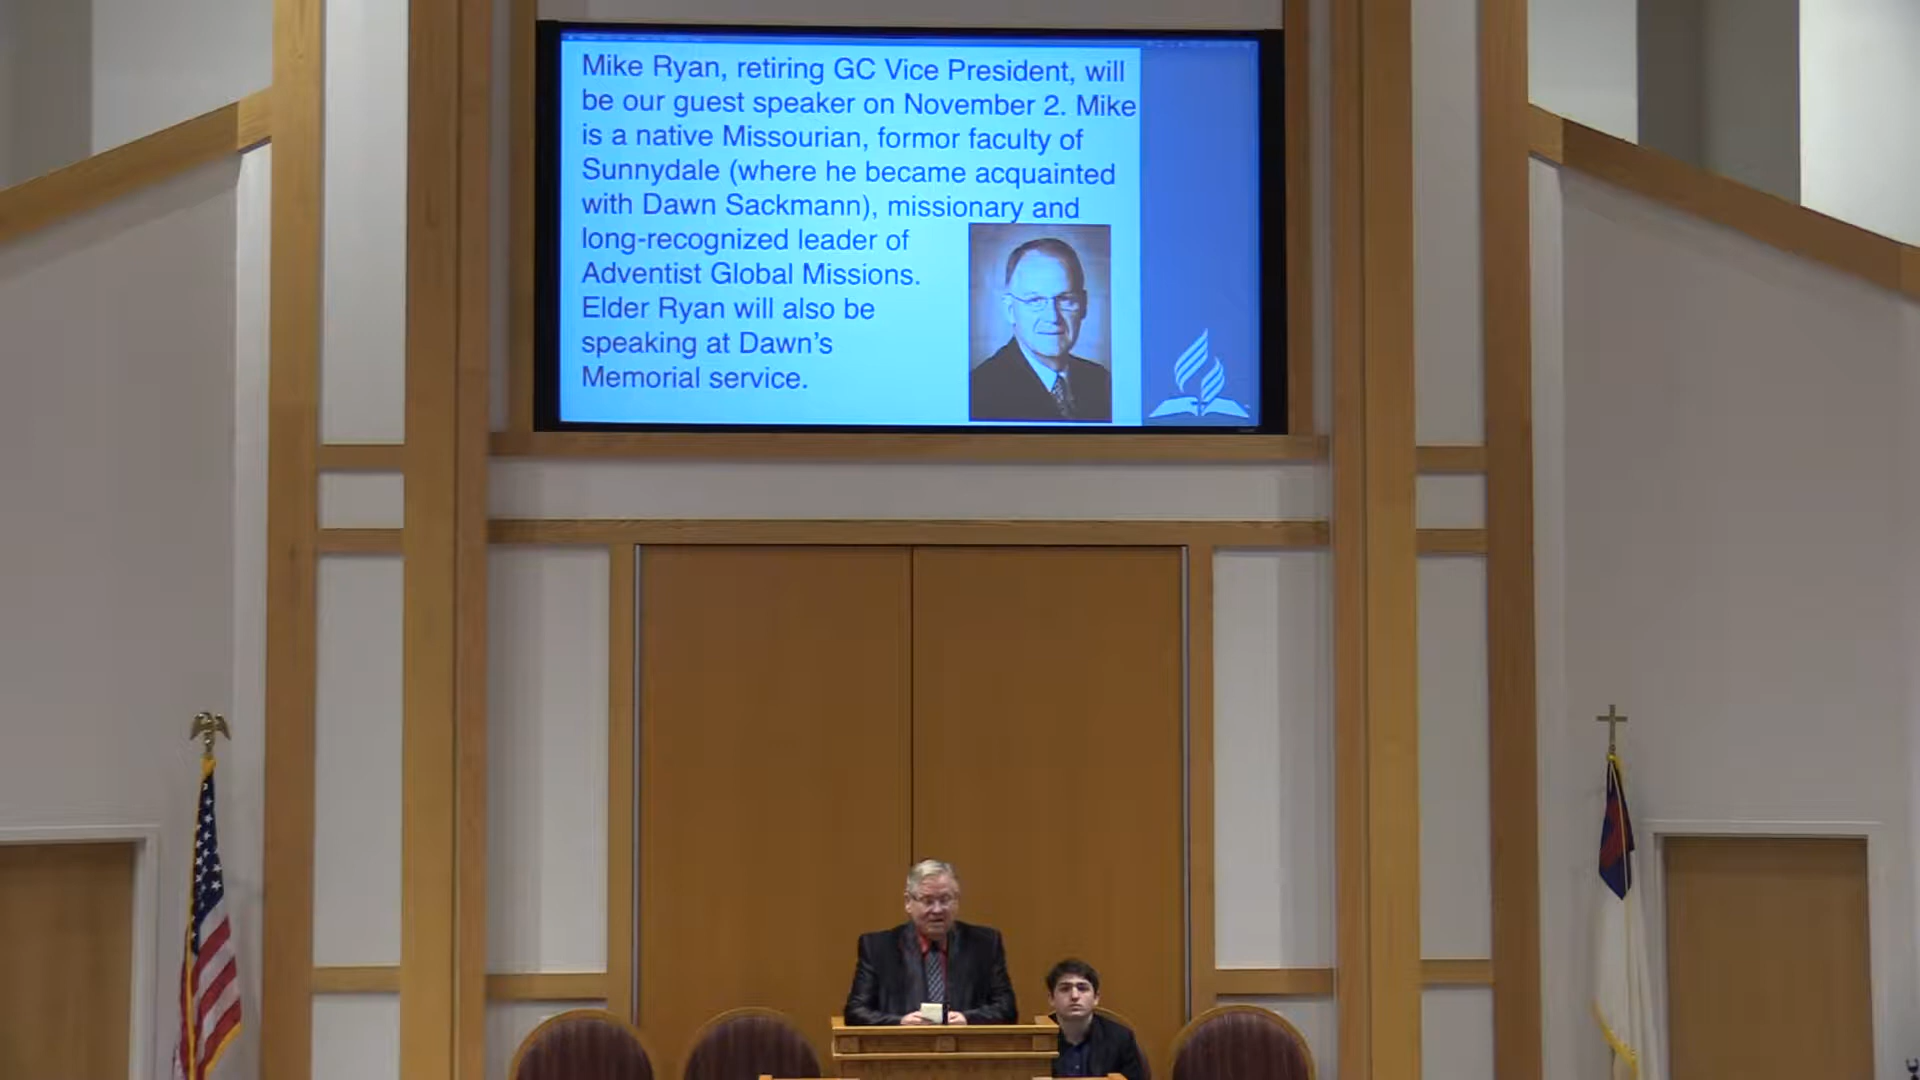 Mike Ryan, retiring GC Vice President, will
be our guest speaker on November 2. Mike
is a native Missourian, formor faculty of
Sunnydale (where he became acquainted
with Dawn Sackmann), missionary and
long-recognized leader of
Adventist Global Missions.
Elder Ryan will also be
speaking at Dawn's
Memorial service.